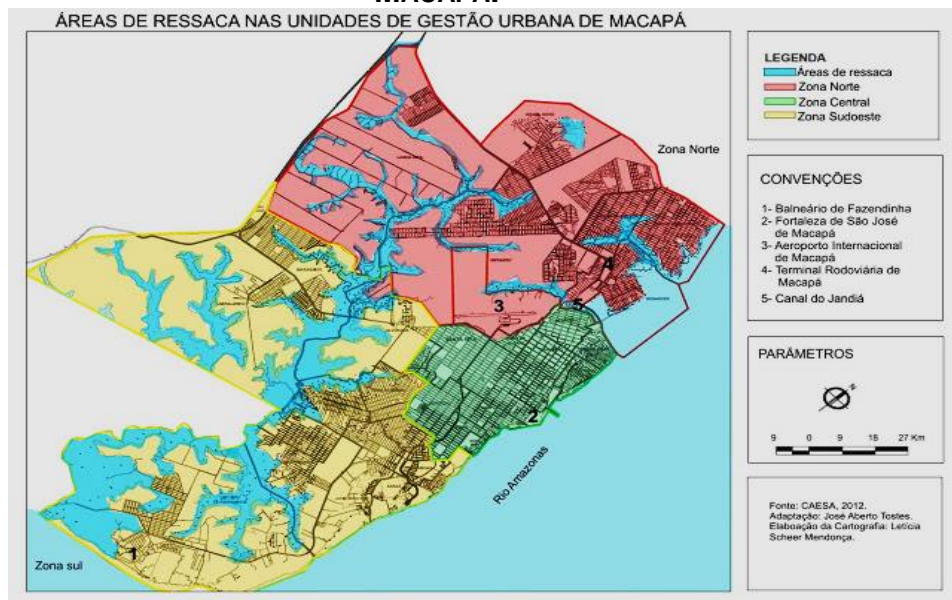 MACAPÁ.
ÁREAS DE RESSACA NAS UNIDADES DE GESTÃO URBANA DE MACAPÁ
LEGENDA
Áreas de ressaca
Zona Norte
Zona Central
Zona Sudoeste
Zona Norte
CONVENÇÕES
1- Balneário de Fazendinha
2- Fortaleza de São José
de Macapá
3- Aeroporto Internacional
de Macapá
4- Terminal Rodoviária de
Macapá
5- Canal do Jandiá
1
4
3
5
2
PARÂMETROS
9 0 9 18 27 Km
Rio Amazonas
Fonte: CAESA, 2012.
Adaptação: José Aberto Tostes.
Elaboação da Cartografia: Letícia
Scheer Mendonça.
1
Zona sul